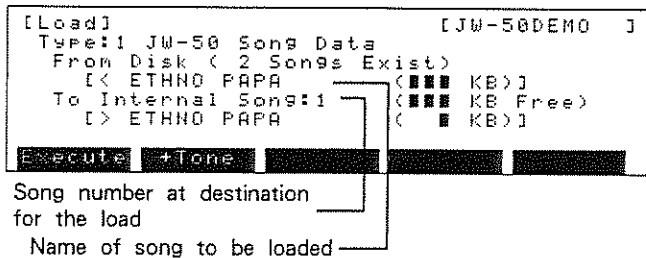 [Load] [JW-50DEMO ]
Type:1 JW-50 Song Data
From Disk ( 2 Songs Exist)
[< ETHNO PAPA (■■■ KB)]
To Internal Song:1 (■■■ KB Free)
[> ETHNO PAPA ( ■ KB)]
Execute +Tone
Song number at destination
for the load
Name of song to be loaded